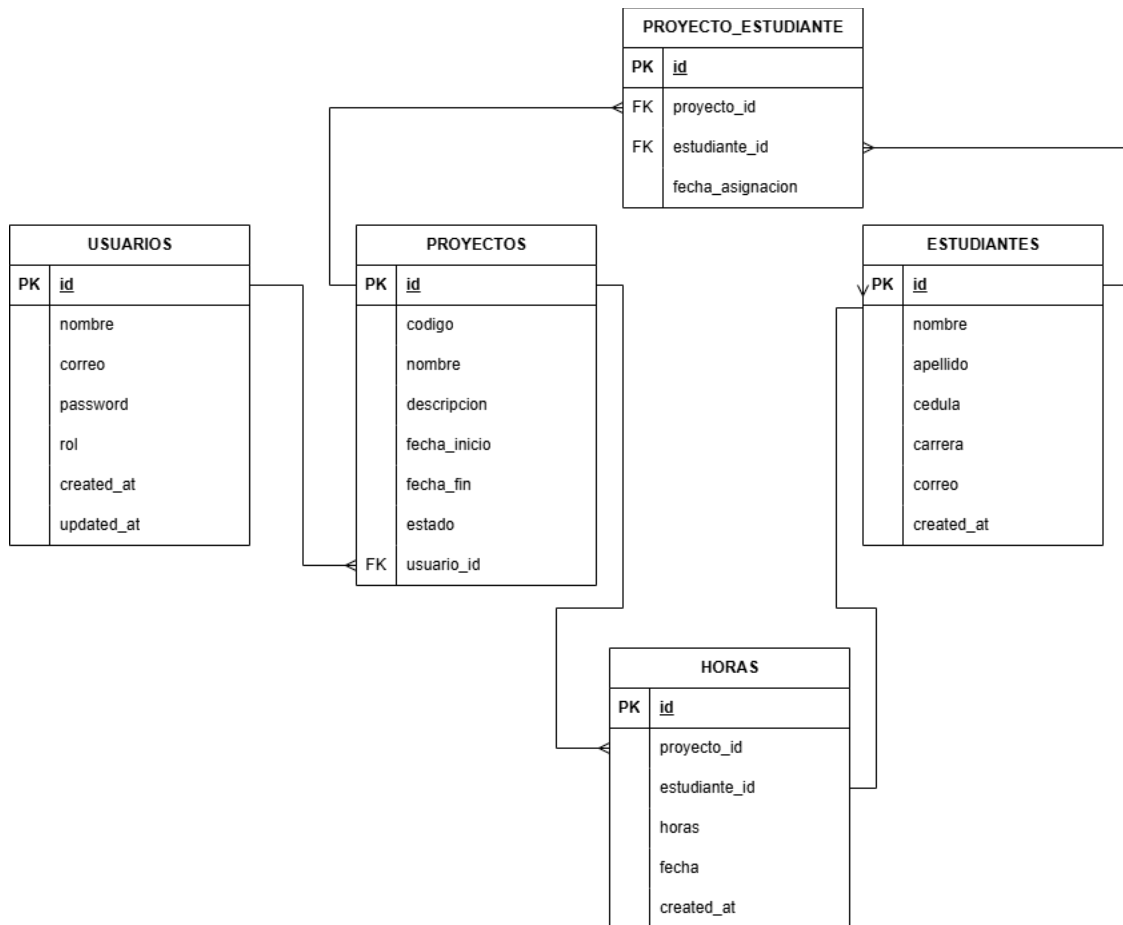 PROYECTO_ESTUDIANTE
PK id
FK proyecto_id
FK estudiante_id
fecha_asignacion
USUARIOS
PK id
nombre
correo
password
rol
created_at
updated_at
PROYECTOS
PK id
codigo
nombre
descripcion
fecha_inicio
fecha_fin
estado
FK usuario_id
ESTUDIANTES
PK id
nombre
apellido
cedula
carrera
correo
created_at
HORAS
PK id
proyecto_id
estudiante_id
horas
fecha
created_at